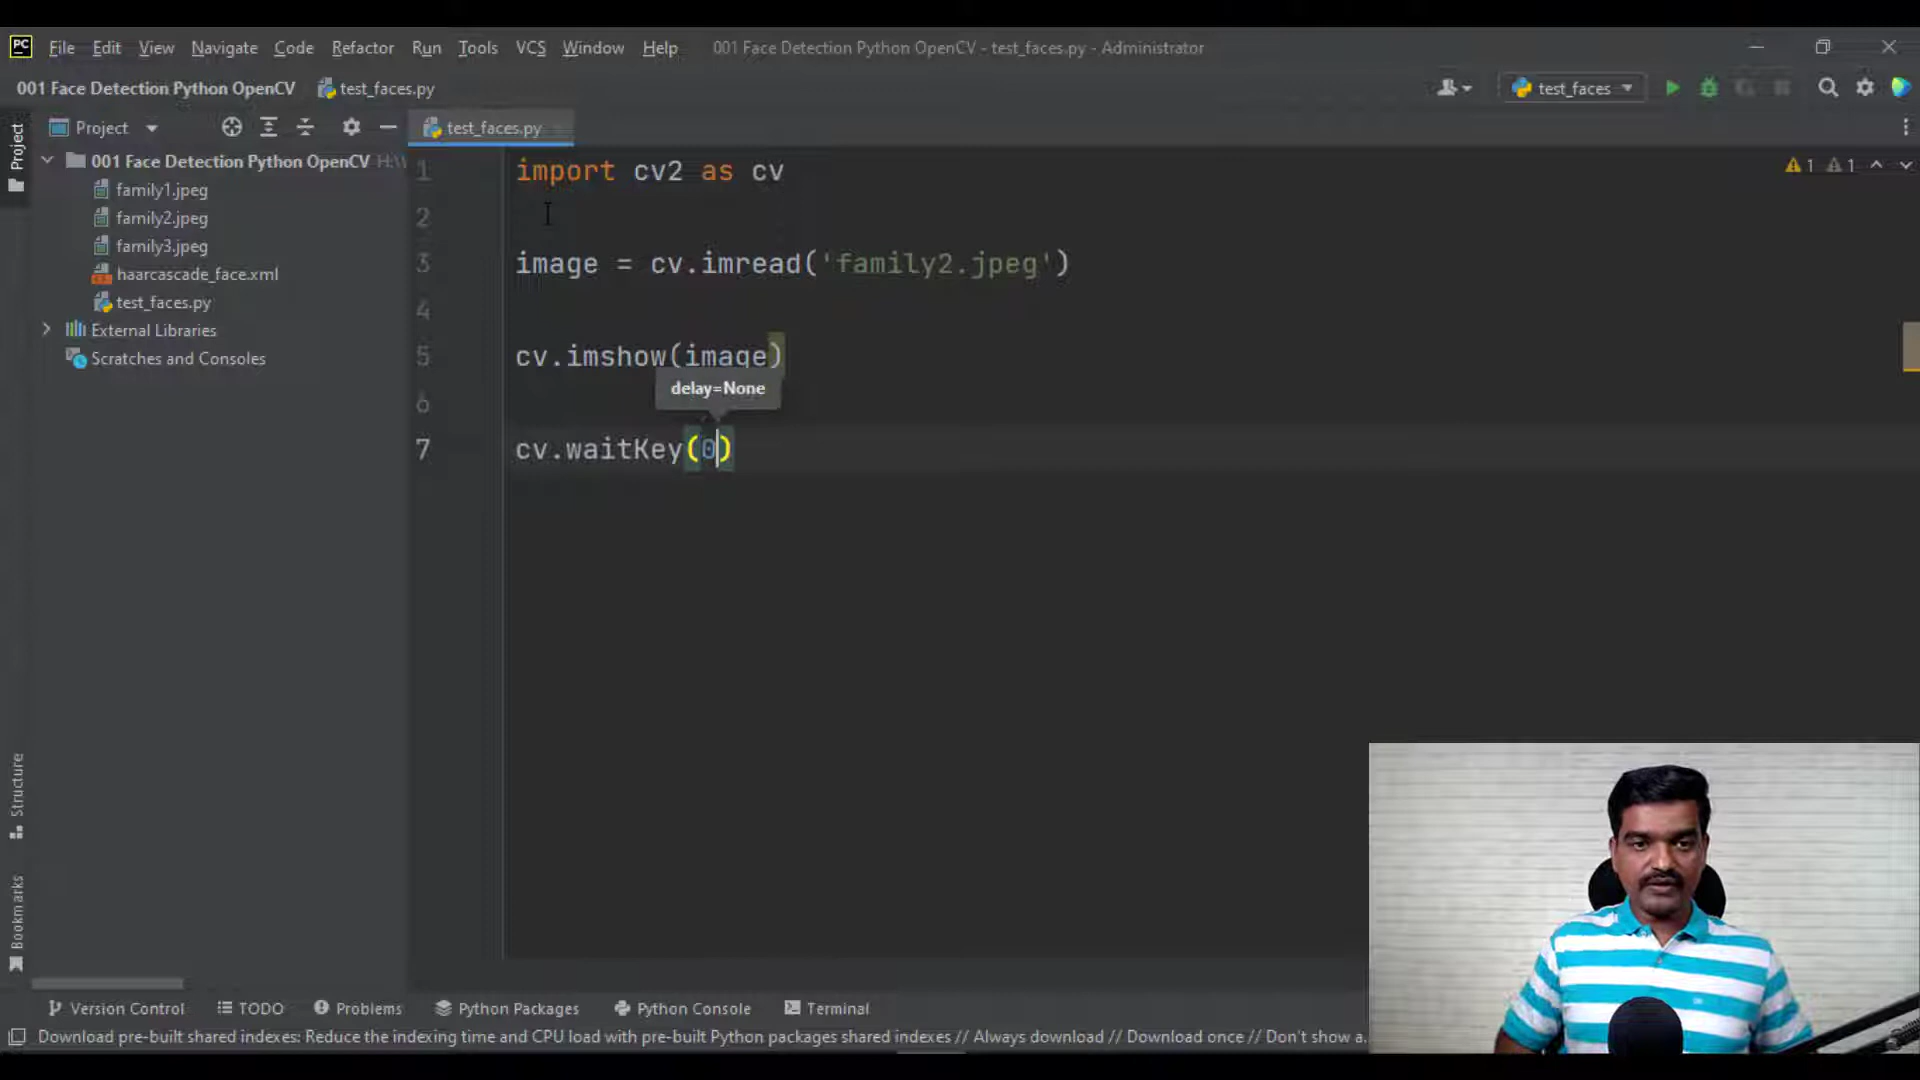 PC File Edit View Navigate Code Refactor Run Tools VCS Window Help 001 Face Detection Python OpenCV - test_faces.py - Administrator
001 Face Detection Python OpenCV test_faces.py test_faces
Project test_faces.py
Project
001 Face Detection Python OpenCV H:\
family1.jpeg
family2.jpeg
family3.jpeg
haarcascade_face.xml
test_faces.py
External Libraries
Scratches and Consoles
1 import cv2 as cv
1 1
2
3 image = cv.imread('family2.jpeg')
4
5 cv.imshow(image)
delay=None
6
7 cv.waitKey(0)
Structure
Bookmarks
Version Control TODO Problems Python Packages Python Console Terminal
Download pre-built shared indexes: Reduce the indexing time and CPU load with pre-built Python packages shared indexes // Always download // Download once // Don't show a...